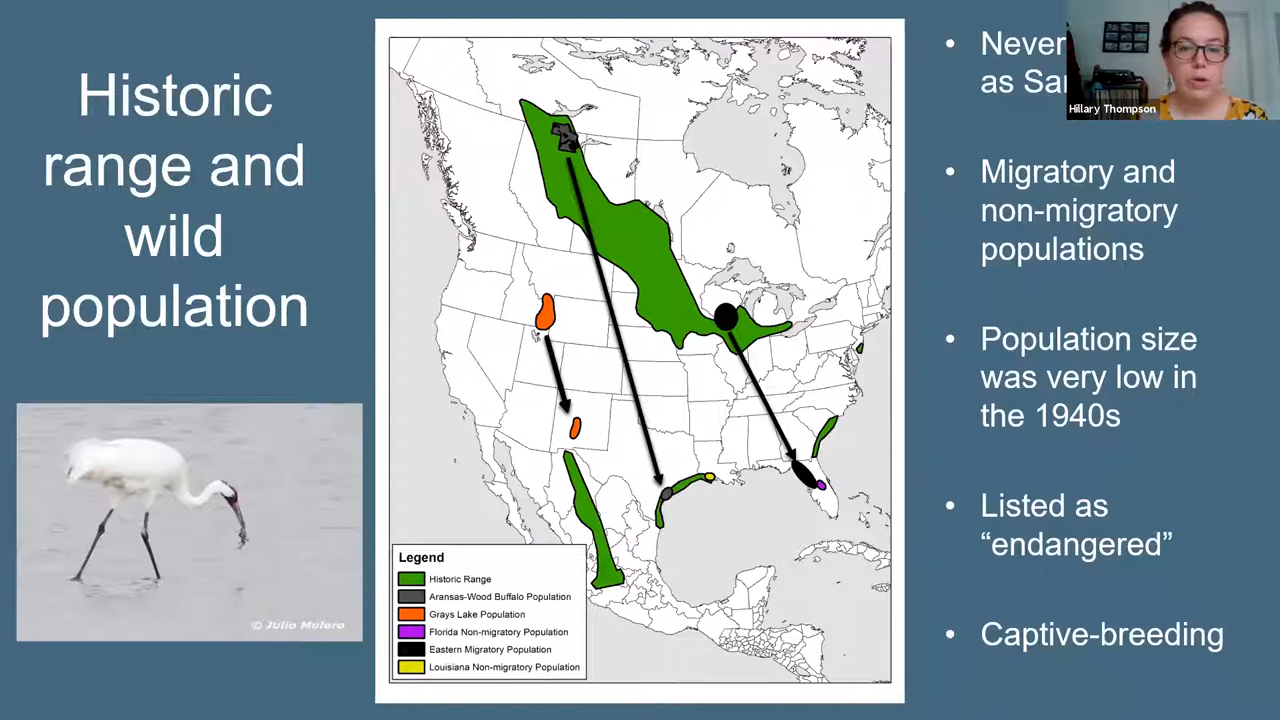 Historic
range and
wild
population
© Julio Mulero
Legend
Historic Range
Aransas-Wood Buffalo Population
Grays Lake Population
Florida Non-migratory Population
Eastern Migratory Population
Louisiana Non-migratory Population
• Never
as
• Migratory and
non-migratory
populations
• Population size
was very low in
the 1940s
• Listed as
“endangered”
• Captive-breeding
Hillary Thompson